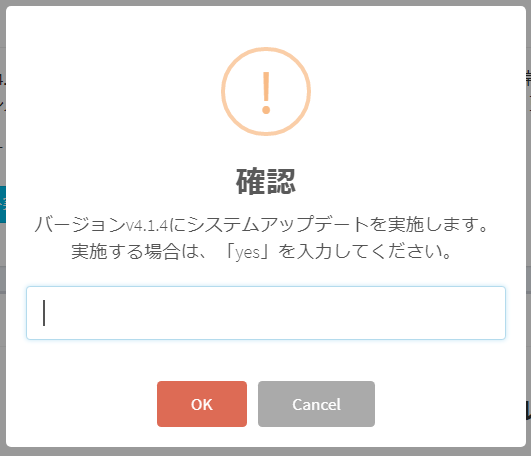 確認
バージョンv4.1.4にシステムアップデートを実施します。
実施する場合は、「yes」を入力してください。
OK
Cancel